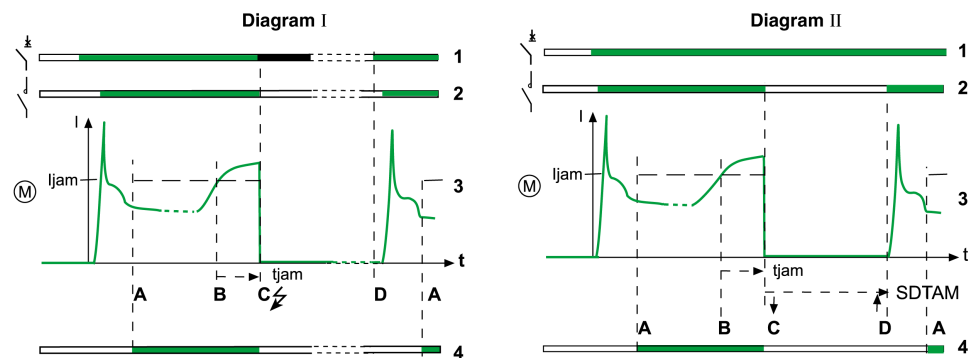 Diagram I
1
2
I
Ijam
M
3
t
tjam
A B C D A
4
Diagram II
1
2
I
Ijam
M
3
t
tjam
SDTAM
A B C D A
4